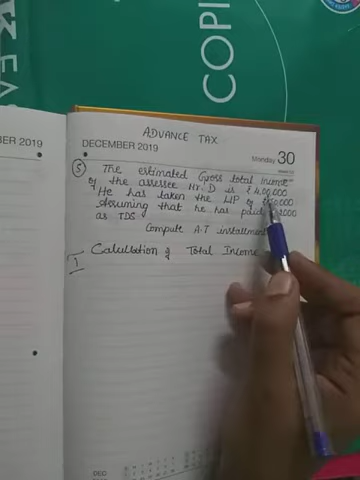 COPI
KEA
BER 2019
DECEMBER 2019
Monday 30
ADVANCE TAX
5 The estimated Gross total income
of the assessee Mr. D is ₹ 4,00,000
He has taken the LIP of
Assuming that he has paid
as TDS
Compute A.T installment
I Calculation of Total Income
DEC